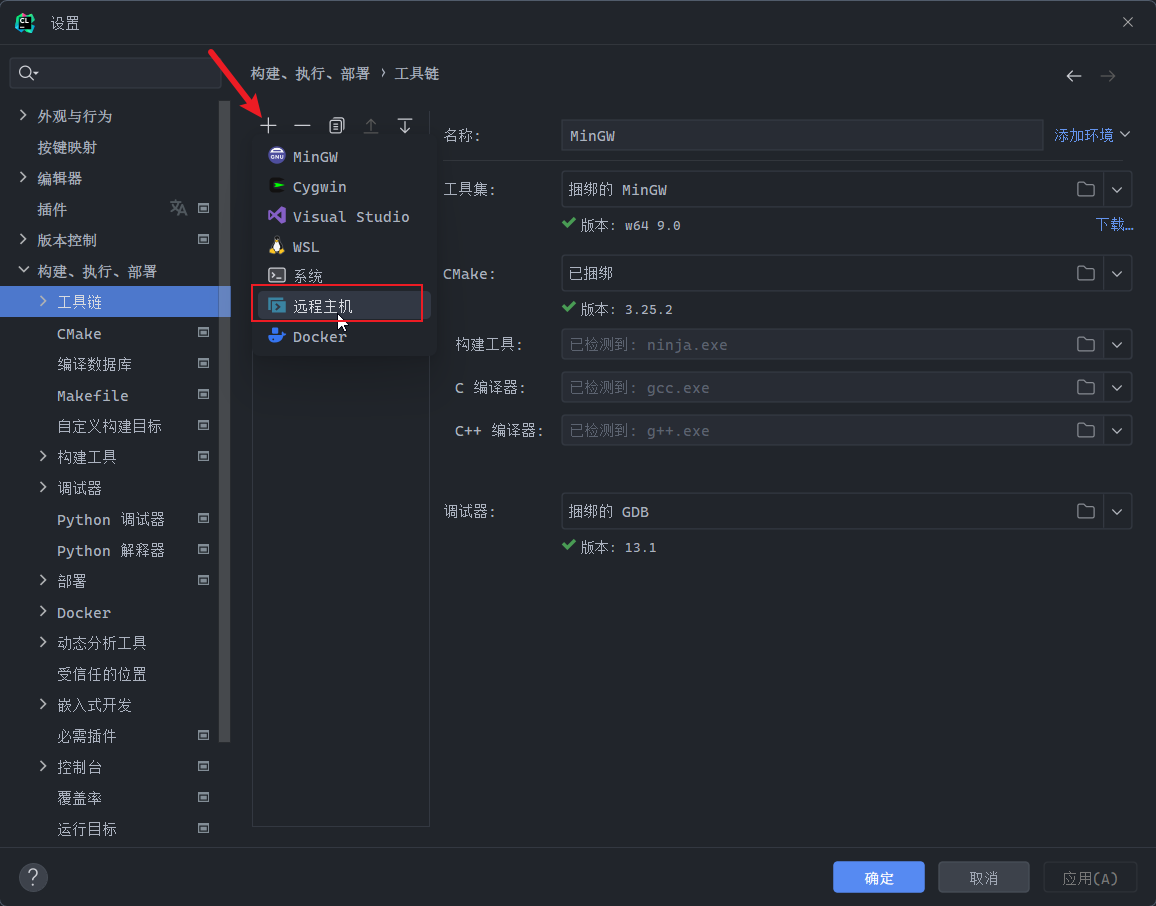 设置
构建、执行、部署 › 工具链
外观与行为
按键映射
编辑器
插件
版本控制
构建、执行、部署
工具链
CMake
编译数据库
Makefile
自定义构建目标
构建工具
调试器
Python 调试器
Python 解释器
部署
Docker
动态分析工具
受信任的位置
嵌入式开发
必需插件
控制台
覆盖率
运行目标
MinGW
Cygwin
Visual Studio
WSL
系统
远程主机
Docker
名称: MinGW 添加环境
工具集: 捆绑的 MinGW
版本: w64 9.0 下载…
CMake: 已捆绑
版本: 3.25.2
构建工具: 已检测到: ninja.exe
C 编译器: 已检测到: gcc.exe
C++ 编译器: 已检测到: g++.exe
调试器: 捆绑的 GDB
版本: 13.1
? 确定 取消 应用(A)